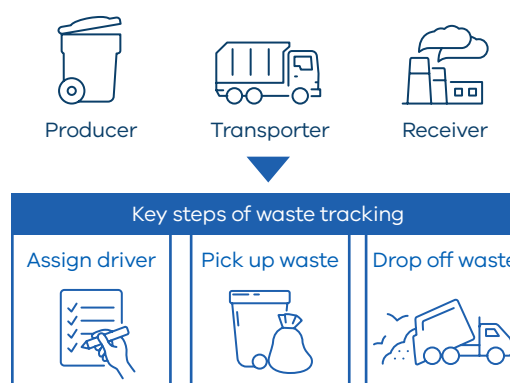 Producer Transporter Receiver
Key steps of waste tracking
Assign driver Pick up waste Drop off waste